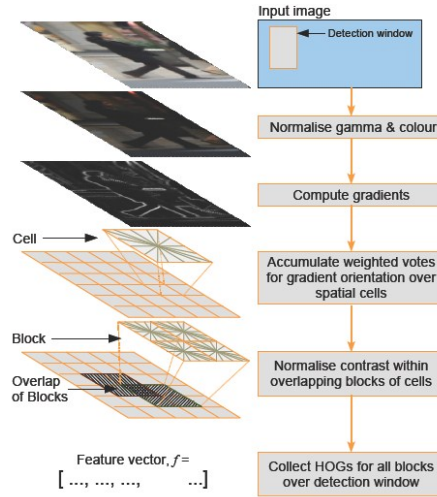 Input image
Detection window
Normalise gamma & colour
Compute gradients
Cell
Accumulate weighted votes
for gradient orientation over
spatial cells
Block
Overlap
of Blocks
Normalise contrast within
overlapping blocks of cells
Feature vector, f =
[ ..., ..., ..., ...]
Collect HOGs for all blocks
over detection window